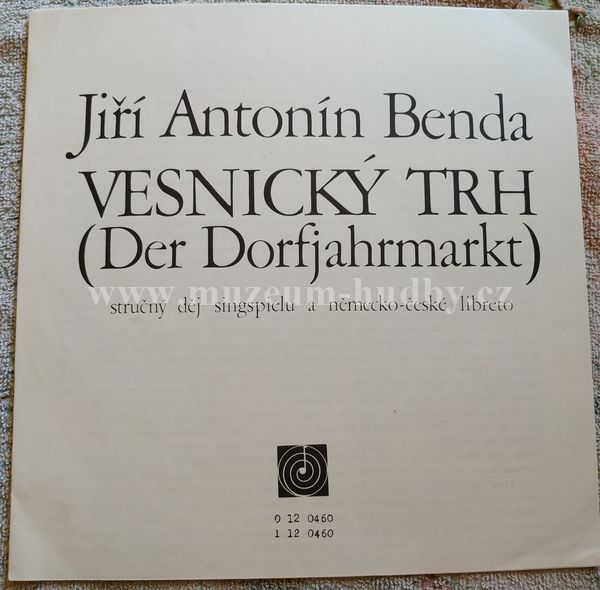 Jiří Antonín Benda
VESNICKÝ TRH
(Der Dorfjahrmarkt)
www.muzeum-hudby.cz
stručný děj singspielu a německo-české libreto
0 12 0460
1 12 0460